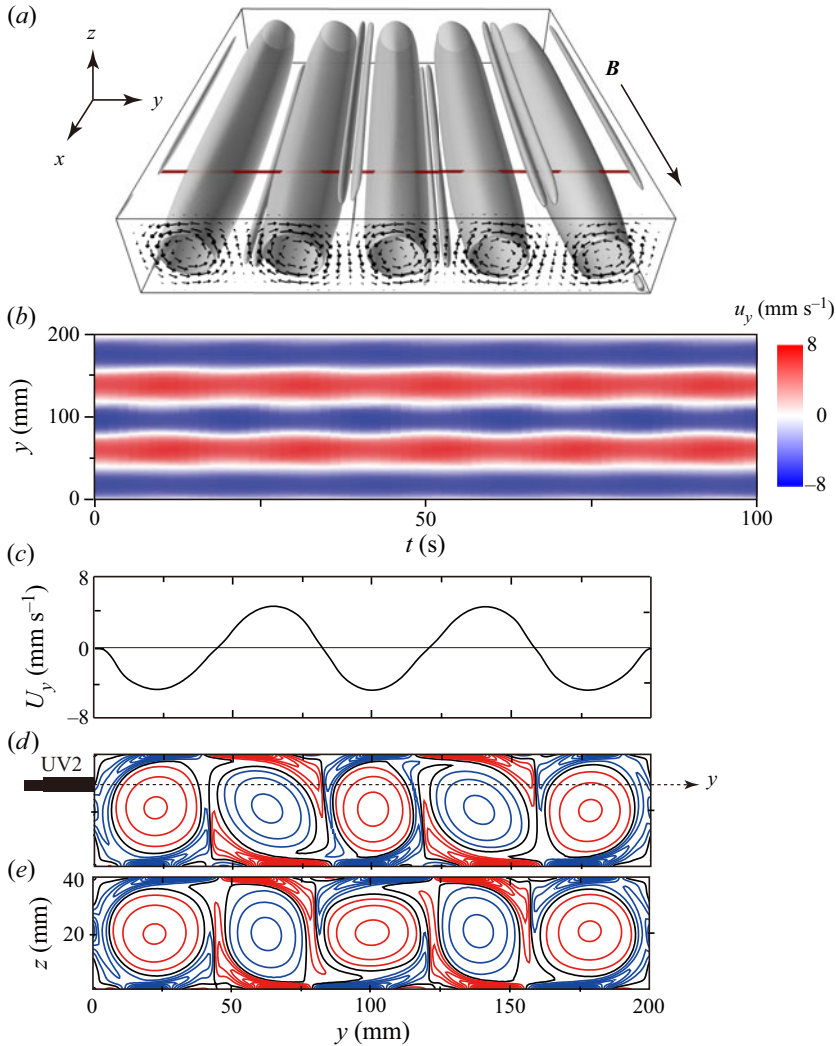 (a)
z
y
x
B
(b)
u_y (mm s⁻¹)
200
100
0
y (mm)
8
0
–8
0
50
100
t (s)
(c)
8
0
–8
U_y (mm s⁻¹)
(d)
UV2
y
(e)
40
20
z (mm)
0
50
100
150
200
y (mm)